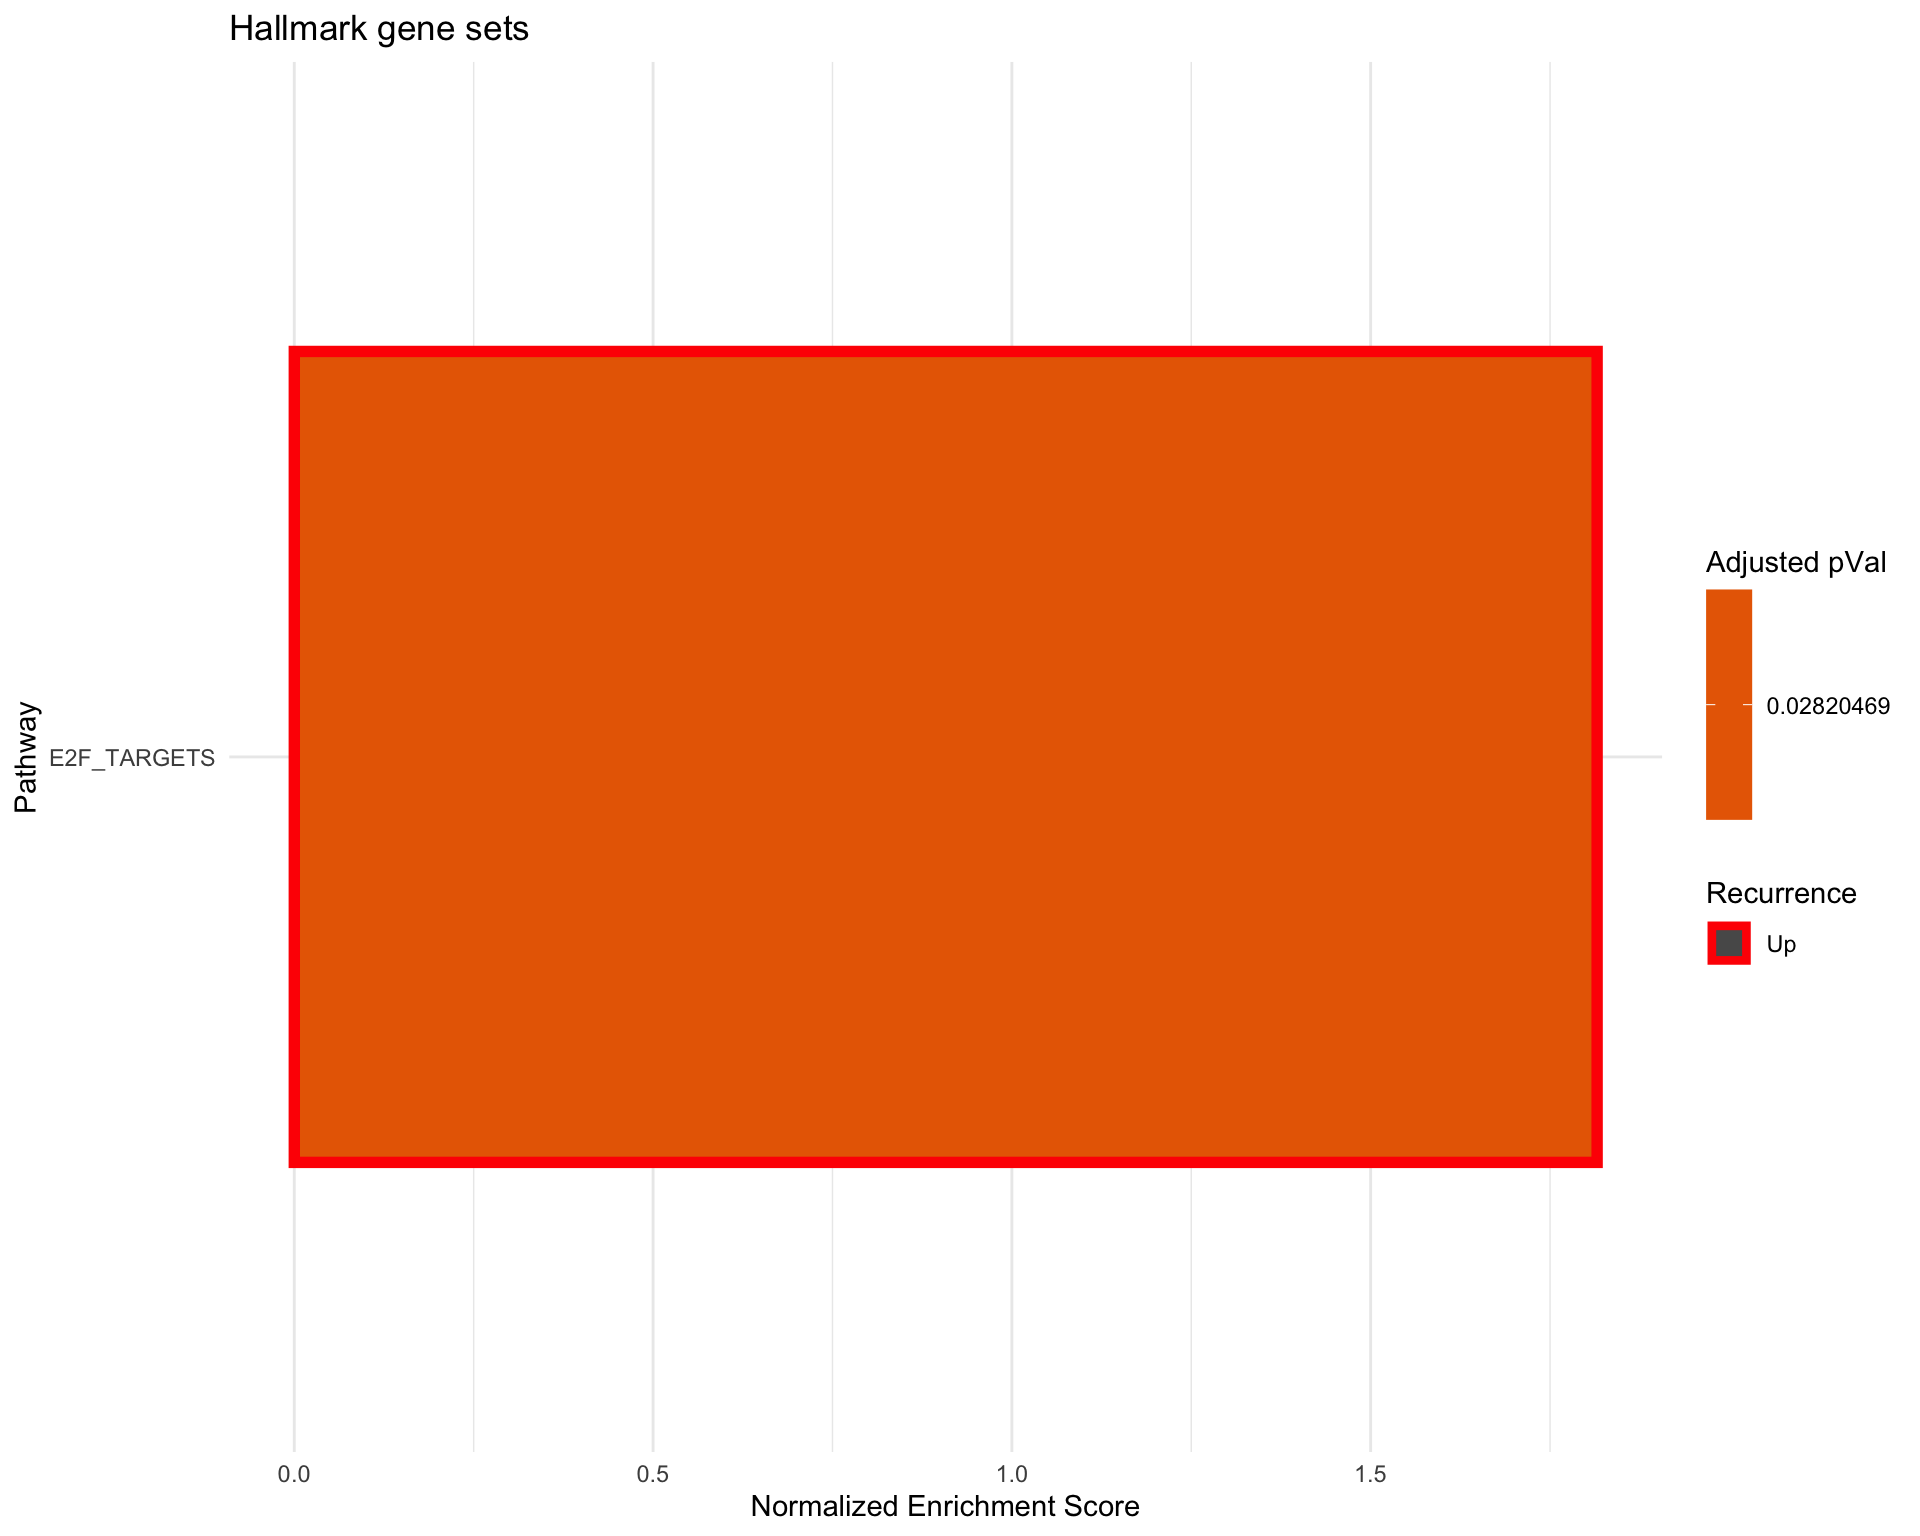 Hallmark gene sets
Pathway
E2F_TARGETS
0.0
0.5
1.0
1.5
Normalized Enrichment Score
Adjusted pVal
0.02820469
Recurrence
Up